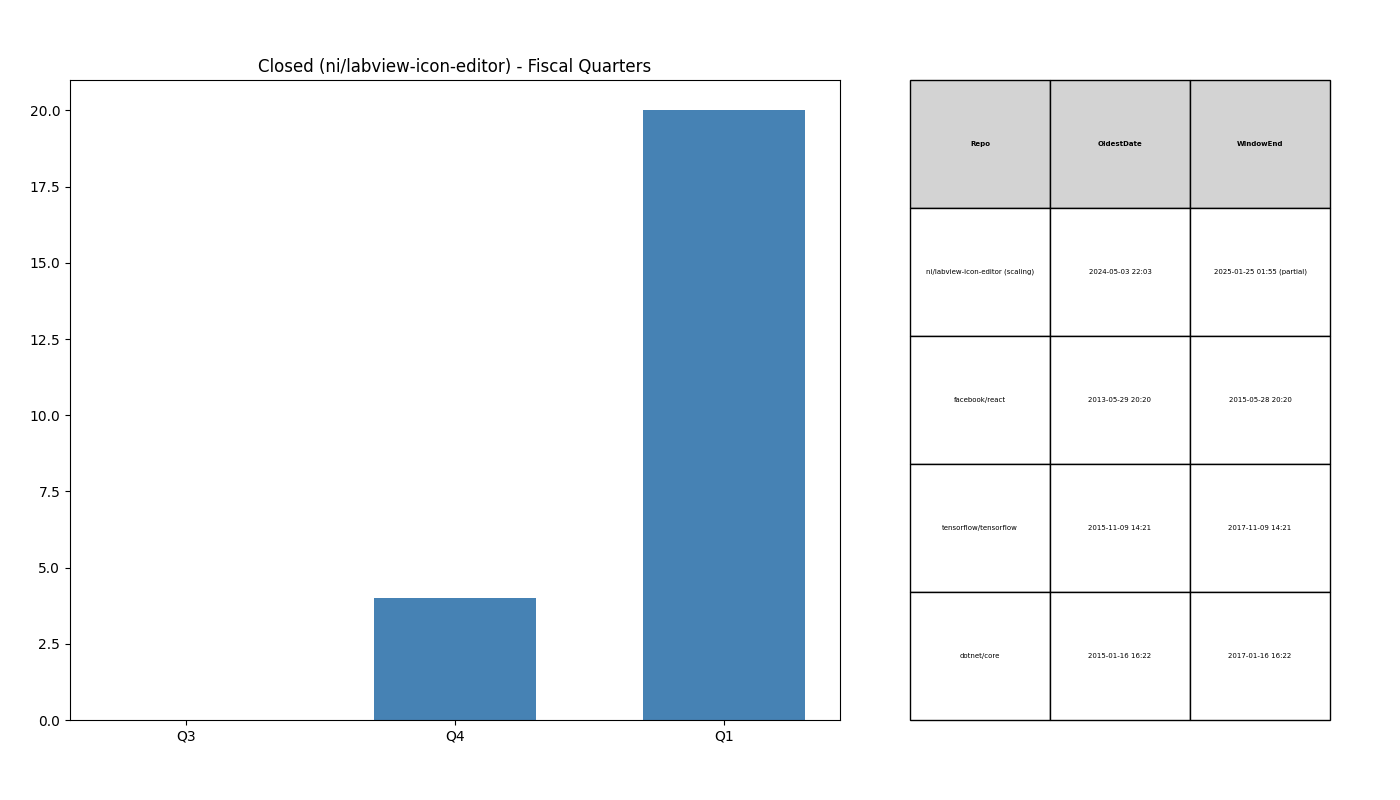 Closed (ni/labview-icon-editor) - Fiscal Quarters
20.0
17.5
15.0
12.5
10.0
7.5
5.0
2.5
0.0
Q3 Q4 Q1
Repo OldestDate WindowEnd
ni/labview-icon-editor (scaling) 2024-05-03 22:03 2025-01-25 01:55 (partial)
facebook/react 2013-05-29 20:20 2015-05-28 20:20
tensorflow/tensorflow 2015-11-09 14:21 2017-11-09 14:21
dotnet/core 2015-01-16 16:22 2017-01-16 16:22